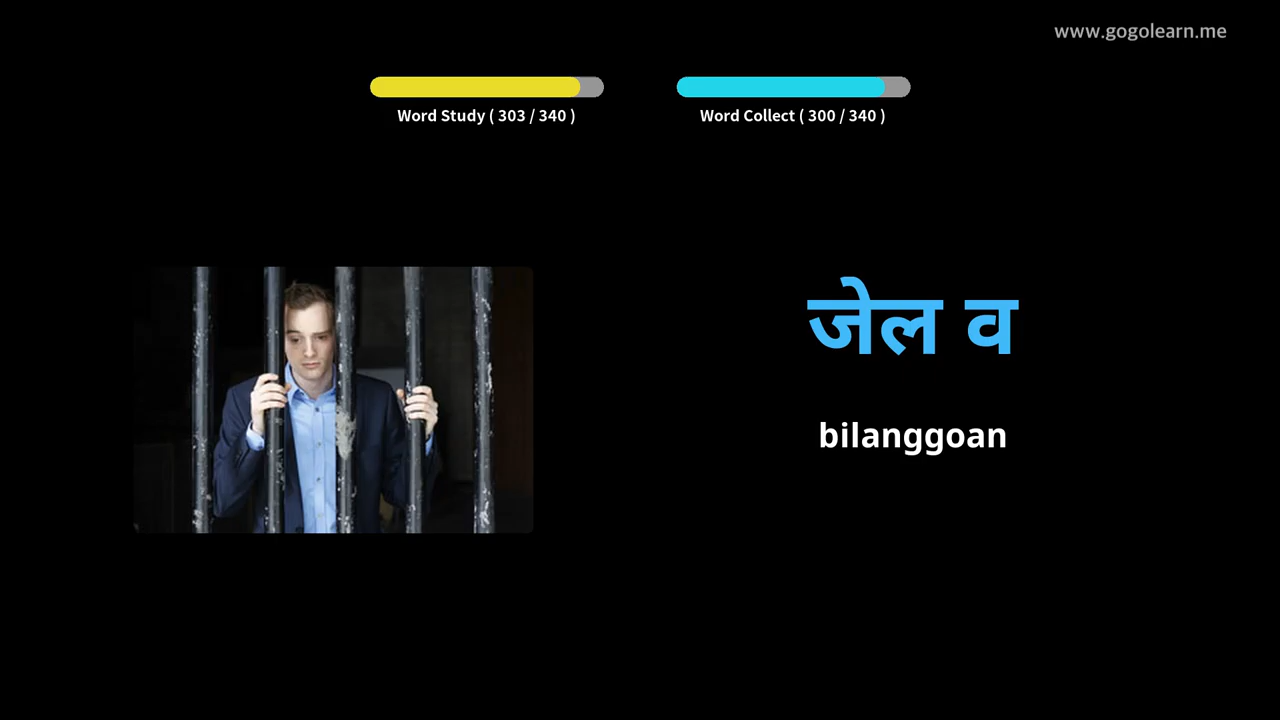 www.gogolearn.me
Word Study ( 303 / 340 )
Word Collect ( 300 / 340 )
जेल व
bilanggoan